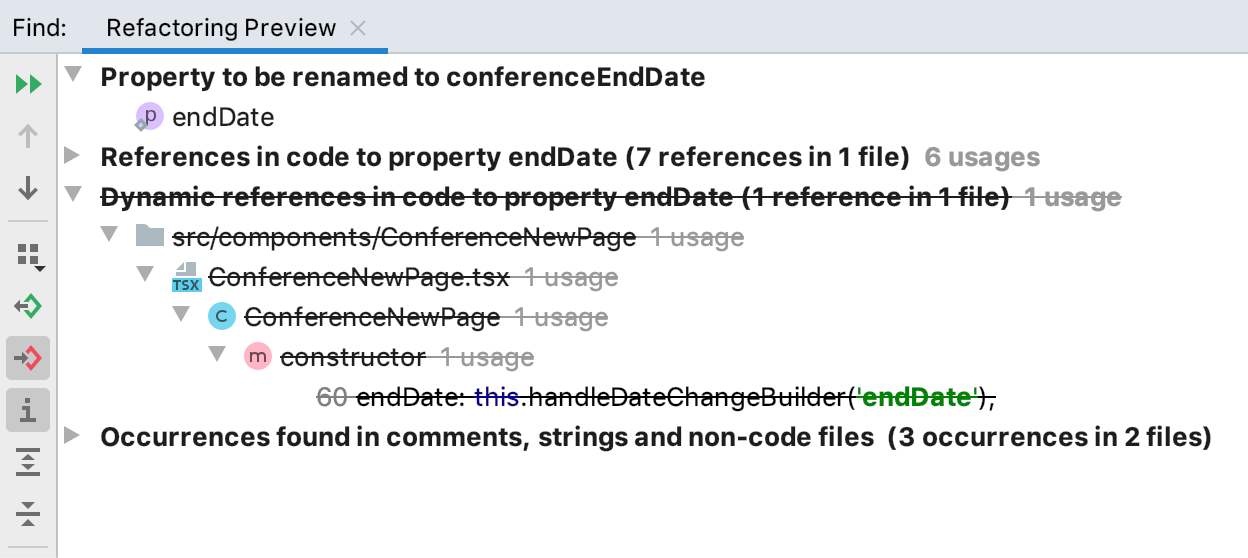 Find: Refactoring Preview
Property to be renamed to conferenceEndDate
p endDate
References in code to property endDate (7 references in 1 file) 6 usages
Dynamic references in code to property endDate (1 reference in 1 file) 1 usage
src/components/ConferenceNewPage 1 usage
TSX ConferenceNewPage.tsx 1 usage
C ConferenceNewPage 1 usage
m constructor 1 usage
60 endDate: this.handleDateChangeBuilder('endDate'),
Occurrences found in comments, strings and non-code files (3 occurrences in 2 files)